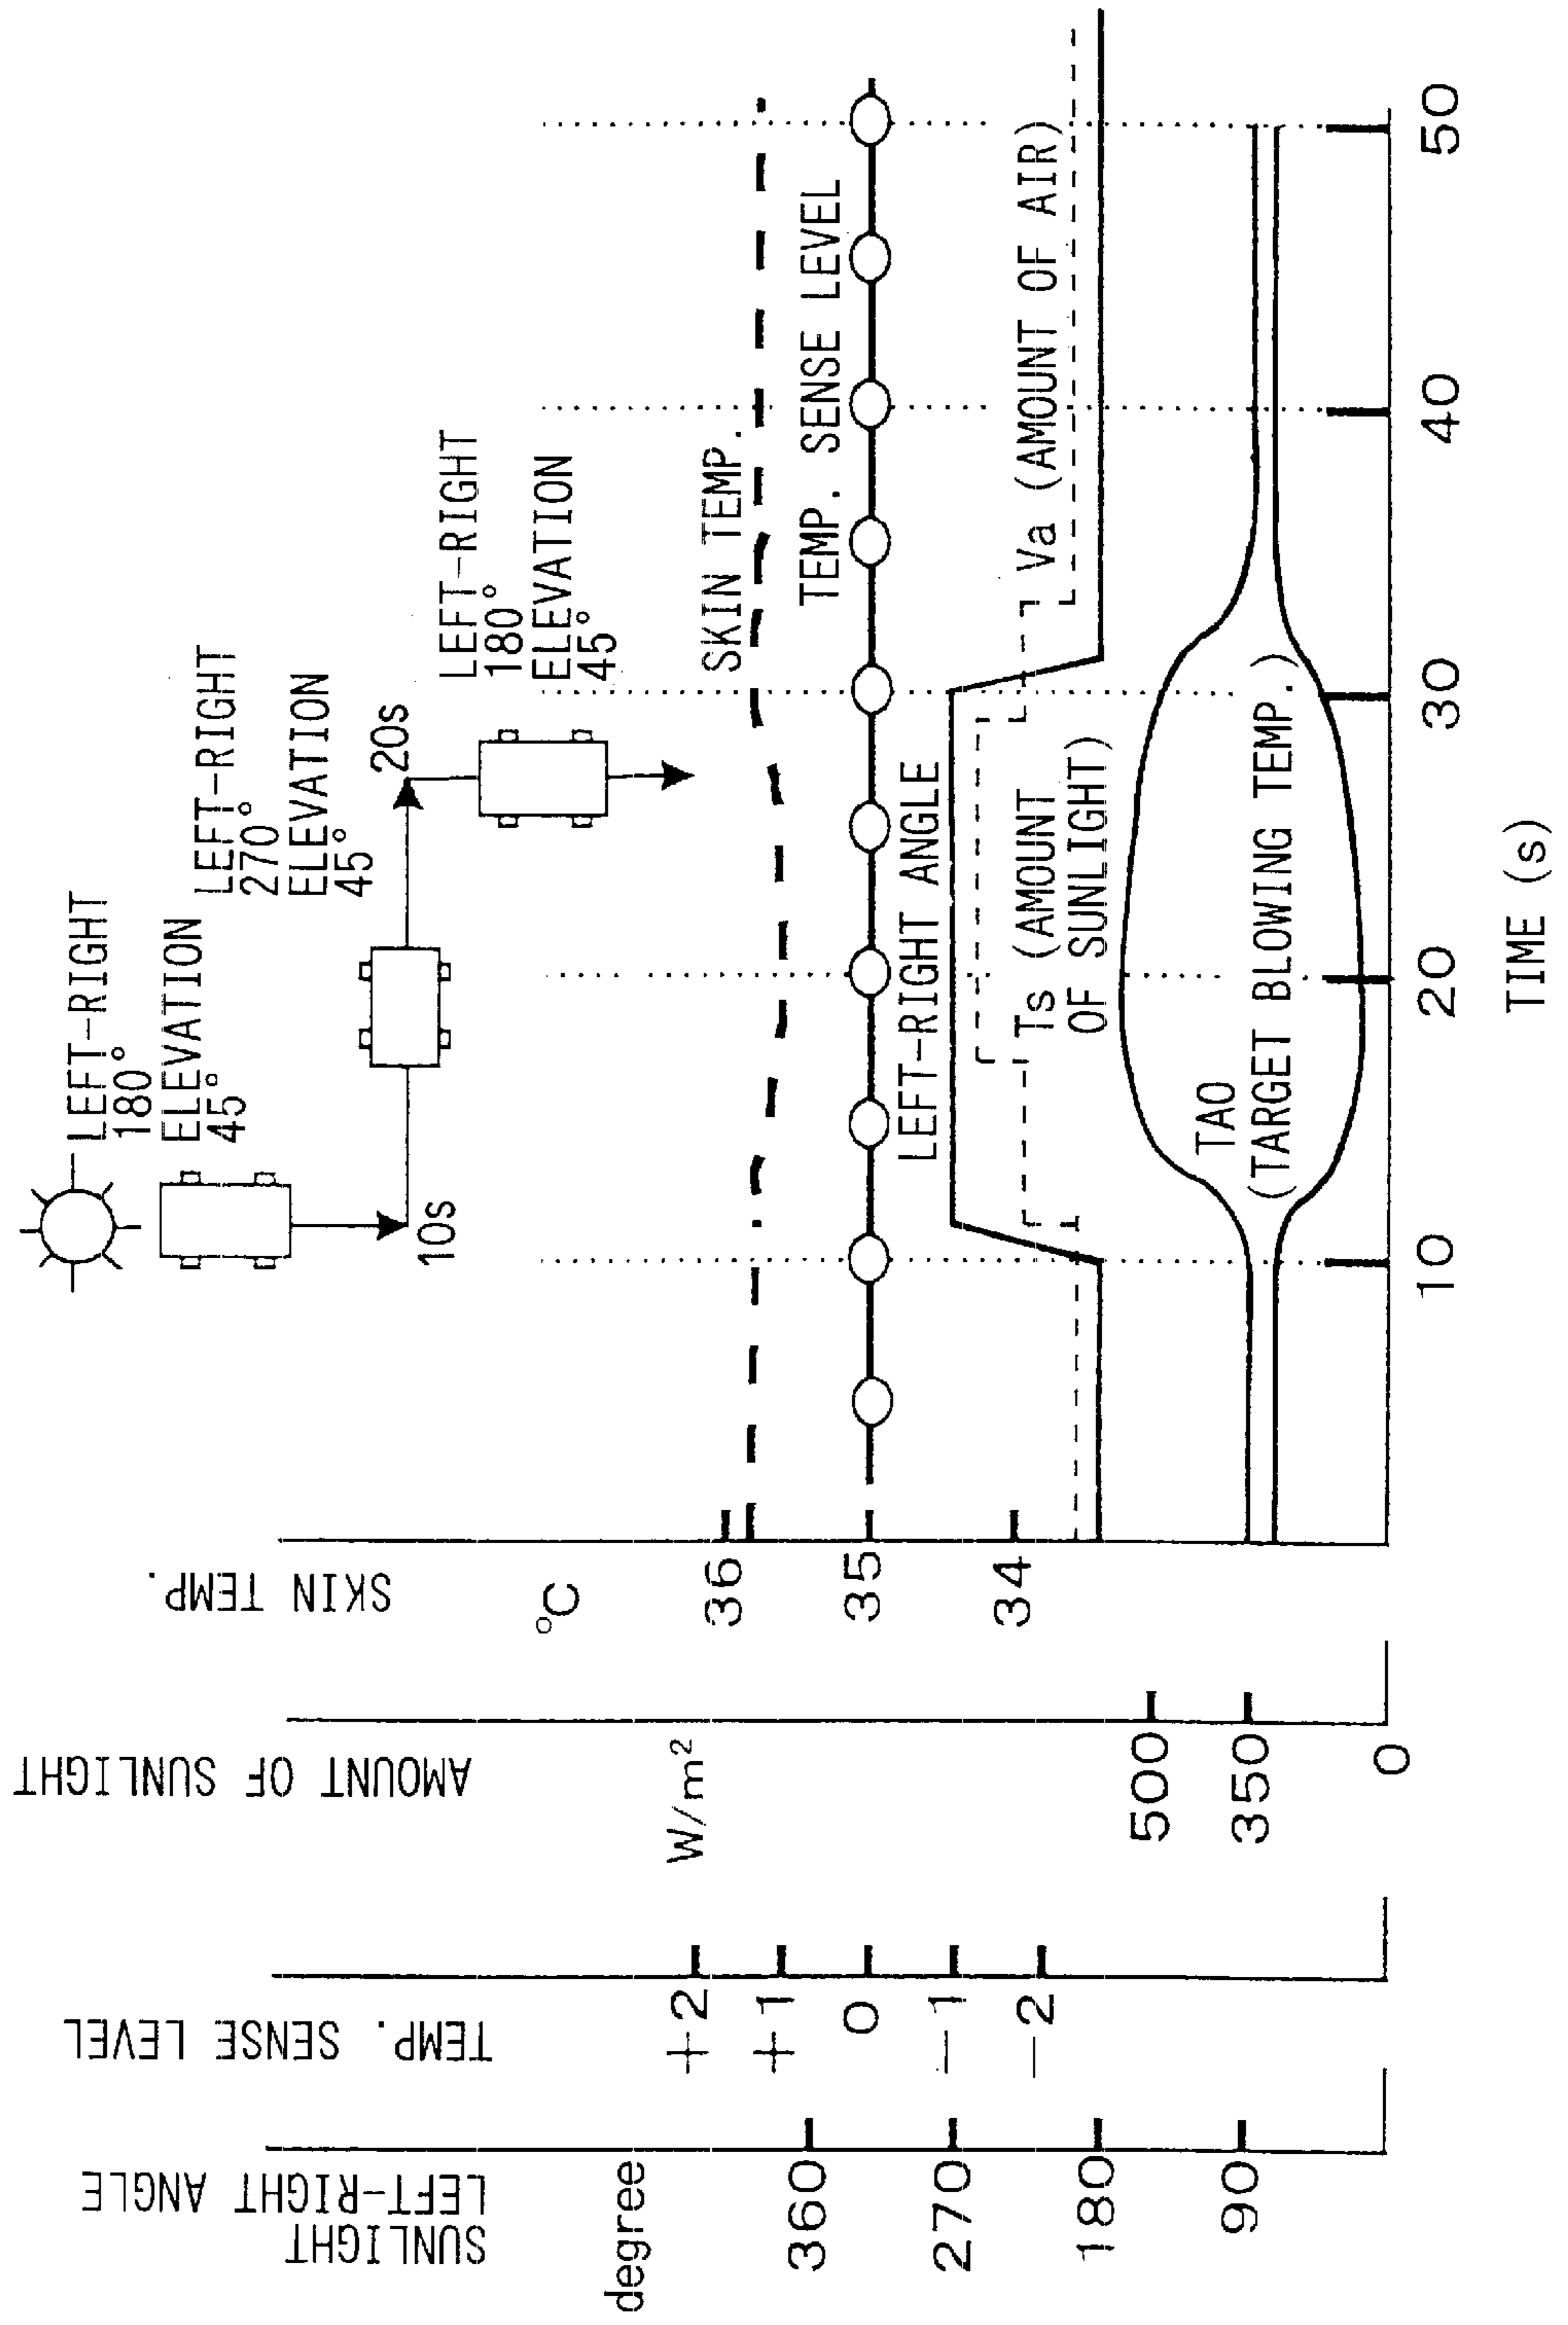 SUNLIGHT
LEFT-RIGHT ANGLE
degree
360
270
180
90
TEMP. SENSE LEVEL
+2
+1
0
-1
-2
AMOUNT OF SUNLIGHT
W/m²
500
350
0
SKIN TEMP.
°C
36
35
34
LEFT-RIGHT
180°
ELEVATION
45°
10s
LEFT-RIGHT
270°
ELEVATION
45°
20s
LEFT-RIGHT
180°
ELEVATION
45°
SKIN TEMP.
TEMP. SENSE LEVEL
LEFT-RIGHT ANGLE
Va (AMOUNT OF AIR)
Ts (AMOUNT
OF SUNLIGHT)
TAO
(TARGET BLOWING TEMP.)
10
20
30
40
50
TIME (s)